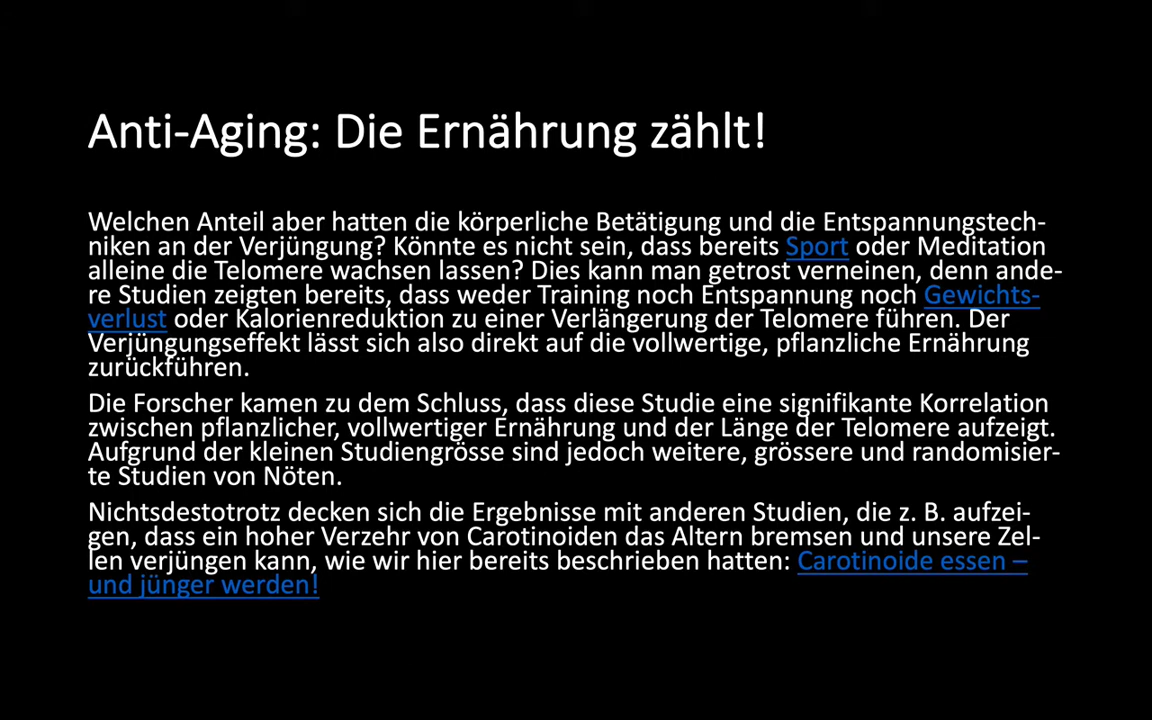 Anti-Aging: Die Ernährung zählt!
Welchen Anteil aber hatten die körperliche Betätigung und die Entspannungstech-
niken an der Verjüngung? Könnte es nicht sein, dass bereits Sport oder Meditation
alleine die Telomere wachsen lassen? Dies kann man getrost verneinen, denn ande-
re Studien zeigten bereits, dass weder Training noch Entspannung noch Gewichts-
verlust oder Kalorienreduktion zu einer Verlängerung der Telomere führen. Der
Verjüngungseffekt lässt sich also direkt auf die vollwertige, pflanzliche Ernährung
zurückführen.
Die Forscher kamen zu dem Schluss, dass diese Studie eine signifikante Korrelation
zwischen pflanzlicher, vollwertiger Ernährung und der Länge der Telomere aufzeigt.
Aufgrund der kleinen Studiengrösse sind jedoch weitere, grössere und randomisier-
te Studien von Nöten.
Nichtsdestotrotz decken sich die Ergebnisse mit anderen Studien, die z. B. aufzei-
gen, dass ein hoher Verzehr von Carotinoiden das Altern bremsen und unsere Zel-
len verjüngen kann, wie wir hier bereits beschrieben hatten: Carotinoide essen –
und jünger werden!